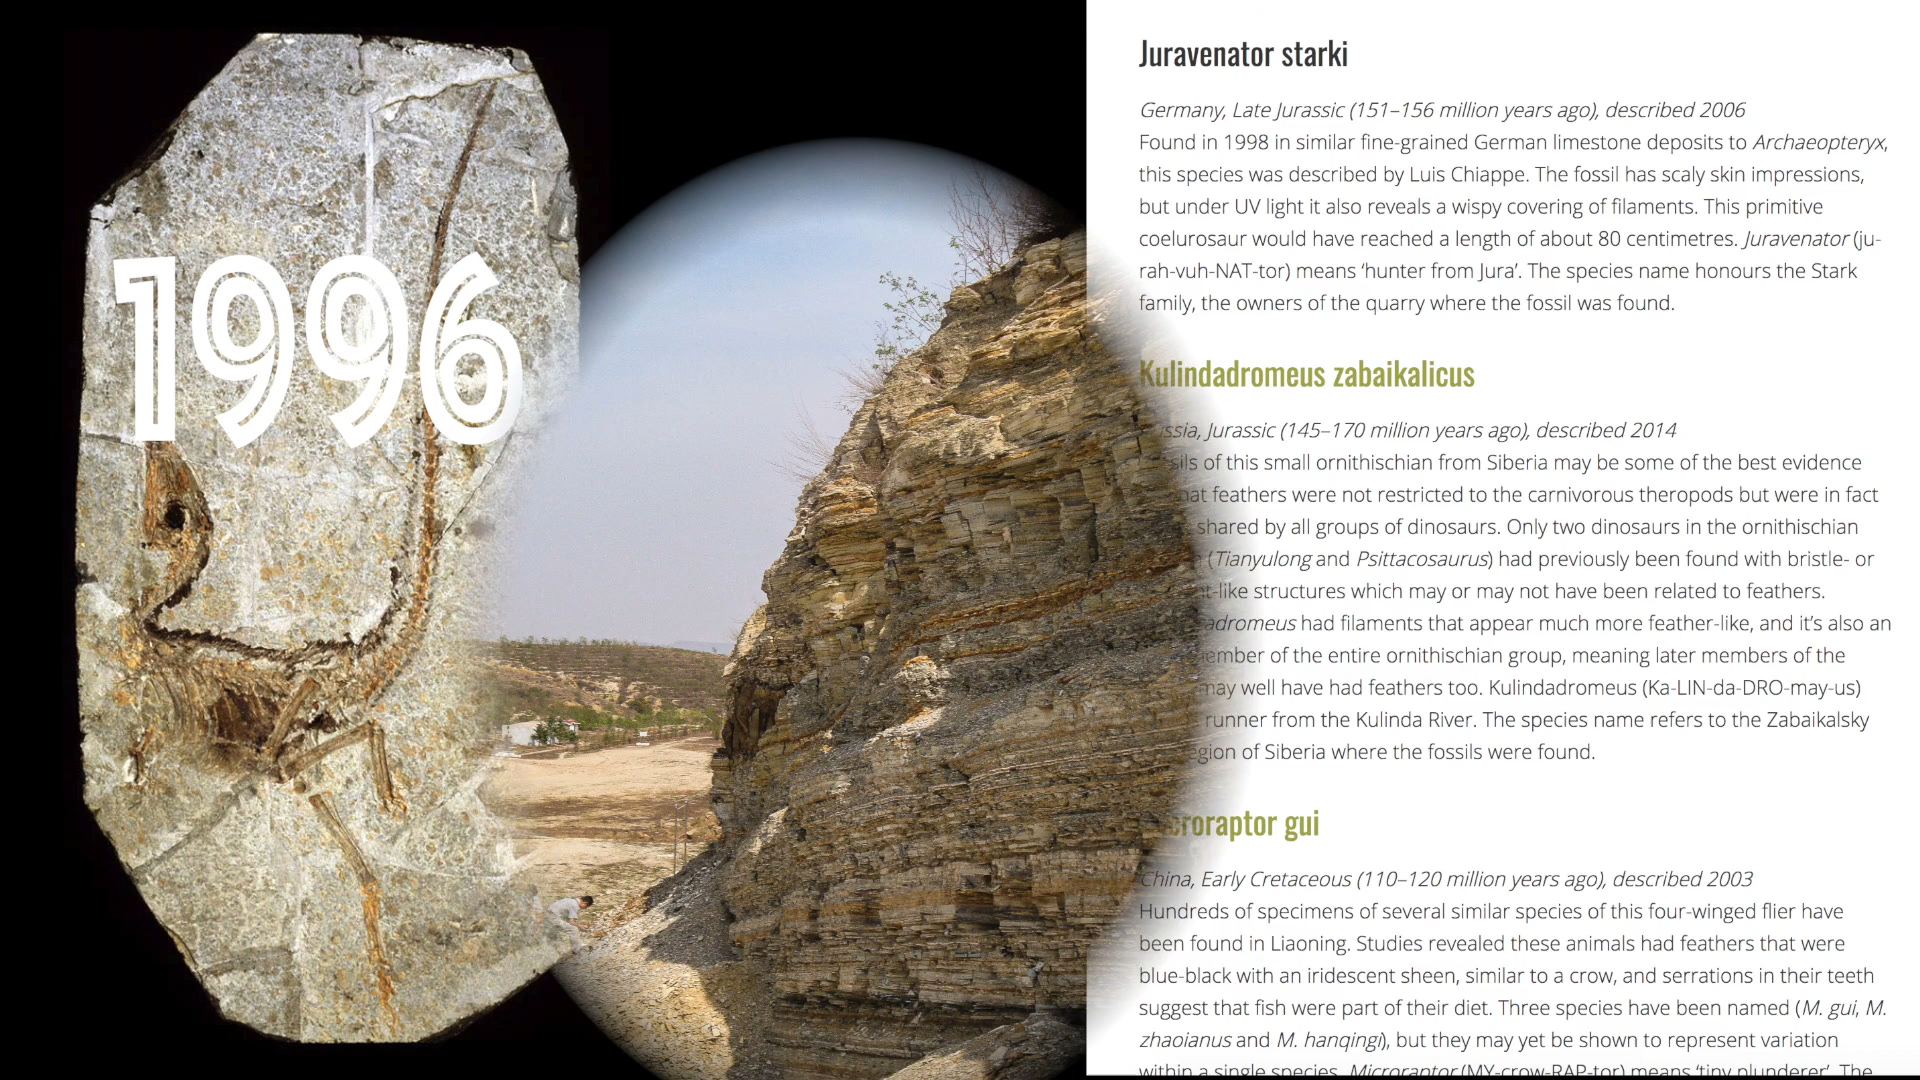 1996
Juravenator starki
Germany, Late Jurassic (151–156 million years ago), described 2006
Found in 1998 in similar fine-grained German limestone deposits to Archaeopteryx,
this species was described by Luis Chiappe. The fossil has scaly skin impressions,
but under UV light it also reveals a wispy covering of filaments. This primitive
coelurosaur would have reached a length of about 80 centimetres. Juravenator (ju-
rah-vuh-NAT-tor) means ‘hunter from Jura’. The species name honours the Stark
family, the owners of the quarry where the fossil was found.
Kulindadromeus zabaikalicus
Jurassic (145–170 million years ago), described 2014
of this small ornithischian from Siberia may be some of the best evidence
feathers were not restricted to the carnivorous theropods but were in fact
shared by all groups of dinosaurs. Only two dinosaurs in the ornithischian
(Tianyulong and Psittacosaurus) had previously been found with bristle- or
like structures which may or may not have been related to feathers.
had filaments that appear much more feather-like, and it’s also an
of the entire ornithischian group, meaning later members of the
may well have had feathers too. Kulindadromeus (Ka-LIN-da-DRO-may-us)
runner from the Kulinda River. The species name refers to the Zabaikalsky
of Siberia where the fossils were found.
gui
China, Early Cretaceous (110–120 million years ago), described 2003
Hundreds of specimens of several similar species of this four-winged flier have
been found in Liaoning. Studies revealed these animals had feathers that were
blue-black with an iridescent sheen, similar to a crow, and serrations in their teeth
suggest that fish were part of their diet. Three species have been named (M. gui, M.
zhaoianus and M. hanqingi), but they may yet be shown to represent variation
within a single species. Microraptor (MY-crow-RAP-tor) means ‘tiny plunderer’. The